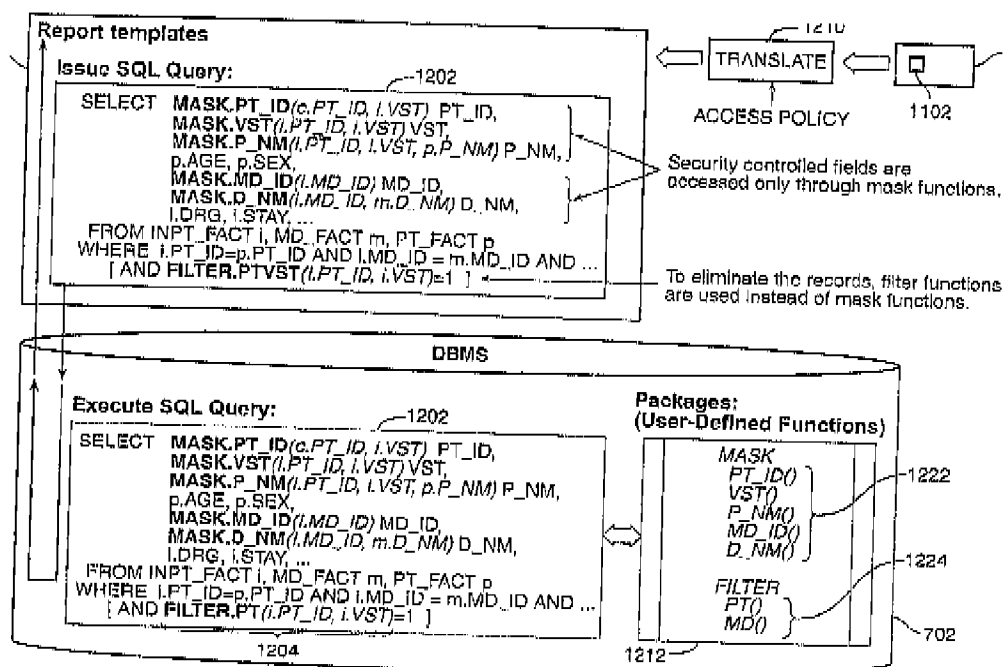 Report templates
Issue SQL Query:
1202
SELECT MASK.PT_ID(c.PT_ID, i.VST) PT_ID,
MASK.VST(i.PT_ID, i.VST) VST,
MASK.P_NM(i.PT_ID, i.VST, p.P_NM) P_NM,
p.AGE, p.SEX,
MASK.MD_ID(i.MD_ID) MD_ID,
MASK.D_NM(i.MD_ID, m.D_NM) D_NM,
i.DRG, i.STAY, ...
FROM INPT_FACT i, MD_FACT m, PT_FACT p
WHERE i.PT_ID=p.PT_ID AND i.MD_ID = m.MD_ID AND ...
[ AND FILTER.PTVST(i.PT_ID, i.VST)=1 ]
1210
TRANSLATE
ACCESS POLICY
1102
Security controlled fields are
accessed only through mask functions.
To eliminate the records, filter functions
are used instead of mask functions.
DBMS
Execute SQL Query:
1202
SELECT MASK.PT_ID(c.PT_ID, i.VST) PT_ID,
MASK.VST(i.PT_ID, i.VST) VST,
MASK.P_NM(i.PT_ID, i.VST, p.P_NM) P_NM,
p.AGE, p.SEX,
MASK.MD_ID(i.MD_ID) MD_ID,
MASK.D_NM(i.MD_ID, m.D_NM) D_NM,
i.DRG, i.STAY, ...
FROM INPT_FACT i, MD_FACT m, PT_FACT p
WHERE i.PT_ID=p.PT_ID AND i.MD_ID = m.MD_ID AND ...
[ AND FILTER.PT(i.PT_ID, i.VST)=1 ]
1204
Packages:
(User-Defined Functions)
MASK
PT_ID()
VST()
P_NM()
MD_ID()
D_NM()
1222
FILTER
PT()
MD()
1224
1212
702